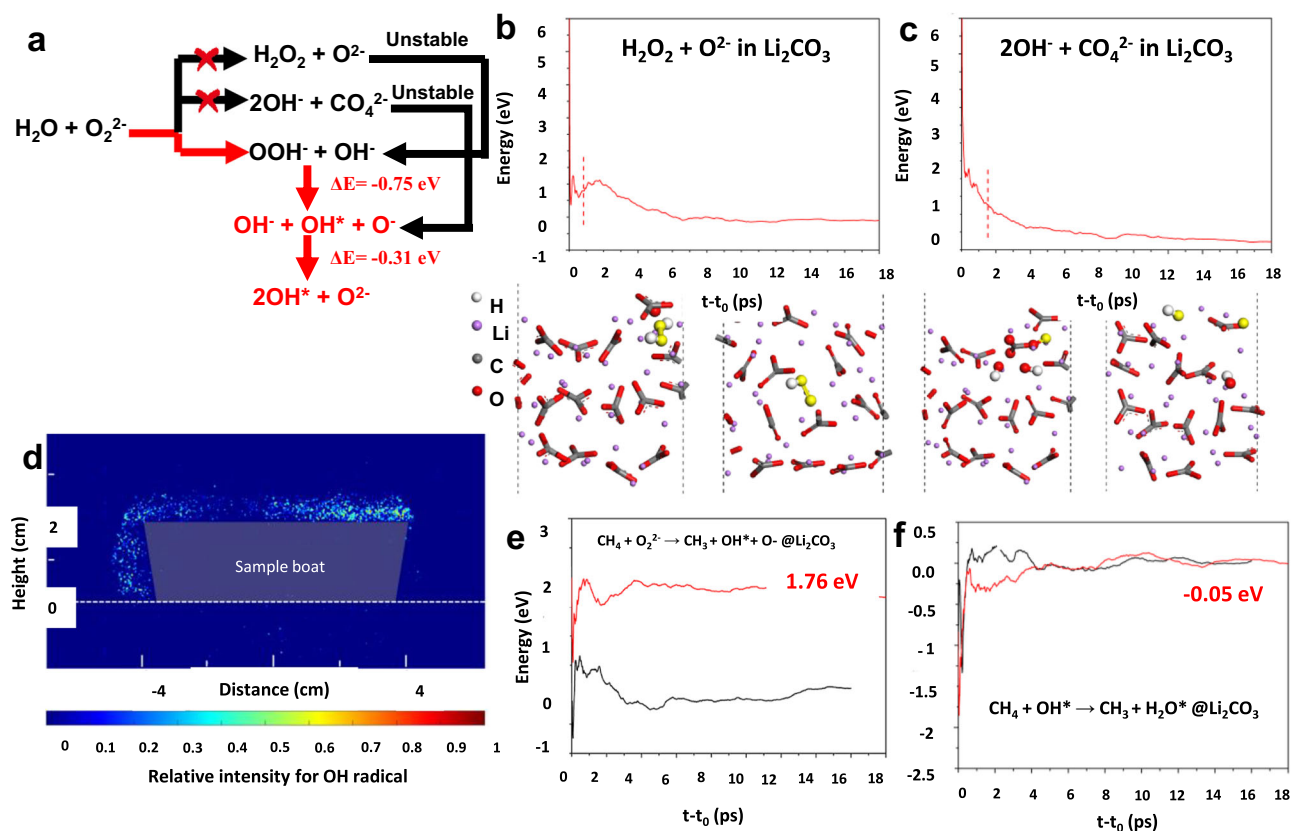 a
H₂O + O₂²⁻
H₂O₂ + O²⁻
Unstable
2OH⁻ + CO₄²⁻
Unstable
OOH⁻ + OH⁻
ΔE= -0.75 eV
OH⁻ + OH* + O⁻
ΔE= -0.31 eV
2OH* + O²⁻
b
H₂O₂ + O²⁻ in Li₂CO₃
Energy (eV)
6
5
4
3
2
1
0
-1
0 2 4 6 8 10 12 14 16 18
t-t₀ (ps)
c
2OH⁻ + CO₄²⁻ in Li₂CO₃
Energy (eV)
6
5
4
3
2
1
0
0 2 4 6 8 10 12 14 16 18
t-t₀ (ps)
H
Li
C
O
d
Height (cm)
2
0
Sample boat
-4 Distance (cm) 4
0 0.1 0.2 0.3 0.4 0.5 0.6 0.7 0.8 0.9 1
Relative intensity for OH radical
e
CH₄ + O₂²⁻ → CH₃ + OH*+ O- @Li₂CO₃
1.76 eV
Energy (eV)
3
2
1
0
-1
0 2 4 6 8 10 12 14 16 18
t-t₀ (ps)
f
0.5
0.0
-0.5
-1
-1.5
-2
-2.5
-0.05 eV
CH₄ + OH* → CH₃ + H₂O* @Li₂CO₃
0 2 4 6 8 10 12 14 16 18
t-t₀ (ps)